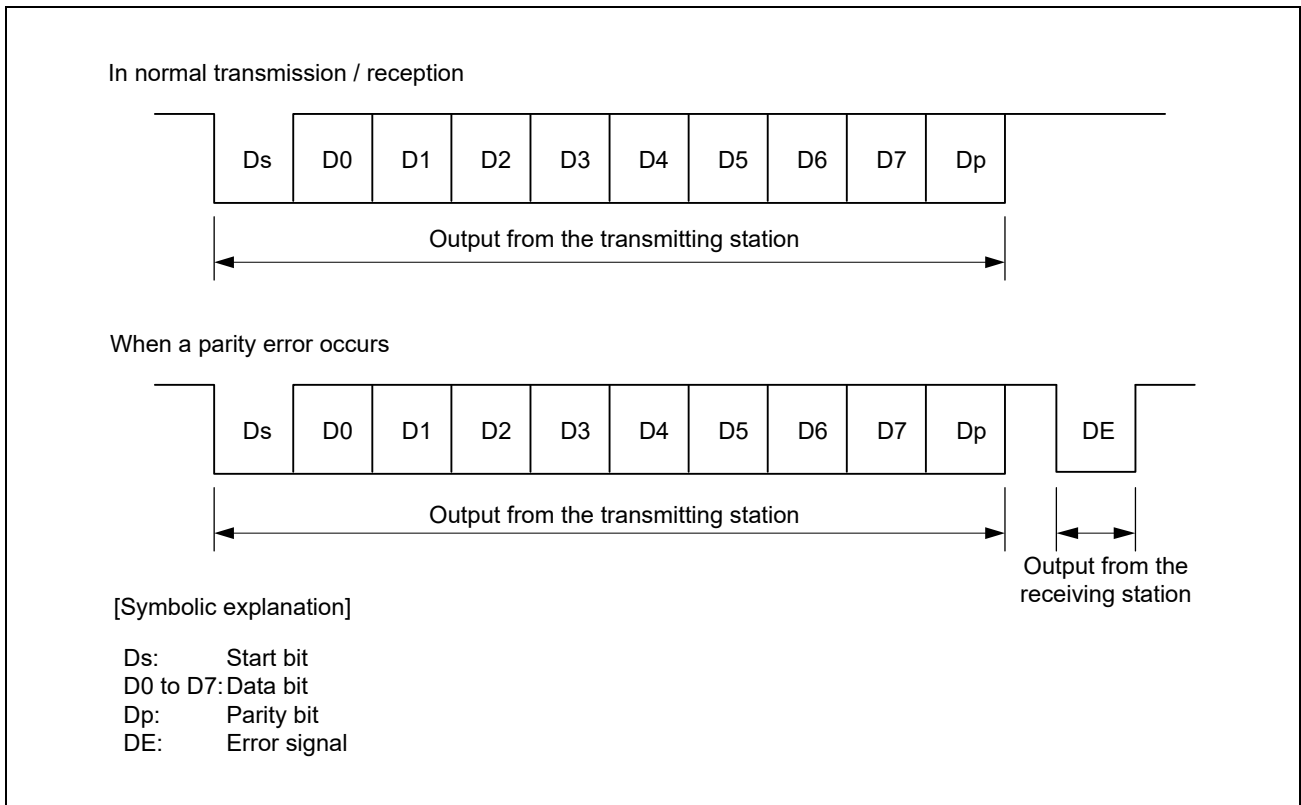 In normal transmission / reception
Ds D0 D1 D2 D3 D4 D5 D6 D7 Dp
Output from the transmitting station
When a parity error occurs
Ds D0 D1 D2 D3 D4 D5 D6 D7 Dp DE
Output from the transmitting station
Output from the
receiving station
[Symbolic explanation]
Ds: Start bit
D0 to D7: Data bit
Dp: Parity bit
DE: Error signal